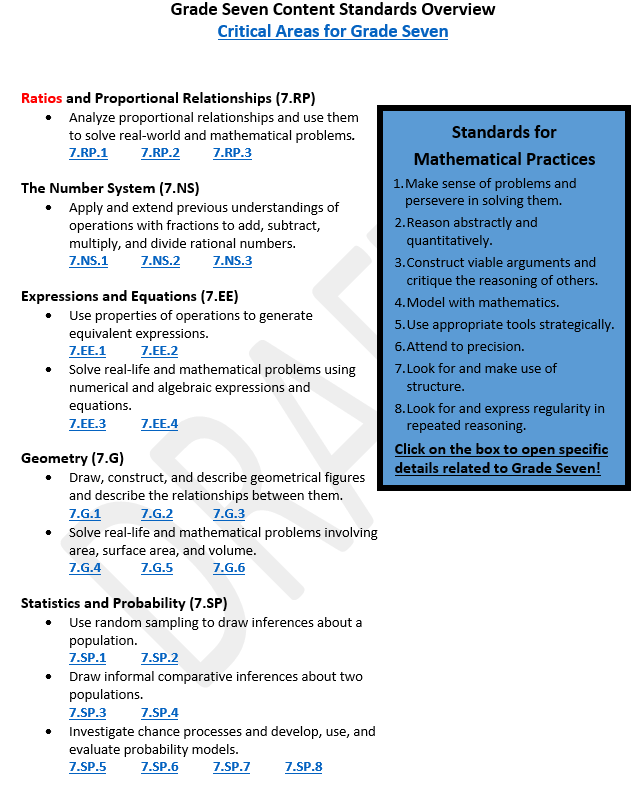 Grade Seven Content Standards Overview
Critical Areas for Grade Seven
Ratios and Proportional Relationships (7.RP)
• Analyze proportional relationships and use them
to solve real-world and mathematical problems.
7.RP.1 7.RP.2 7.RP.3
The Number System (7.NS)
• Apply and extend previous understandings of
operations with fractions to add, subtract,
multiply, and divide rational numbers.
7.NS.1 7.NS.2 7.NS.3
Expressions and Equations (7.EE)
• Use properties of operations to generate
equivalent expressions.
7.EE.1 7.EE.2
• Solve real-life and mathematical problems using
numerical and algebraic expressions and
equations.
7.EE.3 7.EE.4
Geometry (7.G)
• Draw, construct, and describe geometrical figures
and describe the relationships between them.
7.G.1 7.G.2 7.G.3
• Solve real-life and mathematical problems involving
area, surface area, and volume.
7.G.4 7.G.5 7.G.6
Statistics and Probability (7.SP)
• Use random sampling to draw inferences about a
population.
7.SP.1 7.SP.2
• Draw informal comparative inferences about two
populations.
7.SP.3 7.SP.4
• Investigate chance processes and develop, use, and
evaluate probability models.
7.SP.5 7.SP.6 7.SP.7 7.SP.8
Standards for
Mathematical Practices
1. Make sense of problems and
persevere in solving them.
2. Reason abstractly and
quantitatively.
3. Construct viable arguments and
critique the reasoning of others.
4. Model with mathematics.
5. Use appropriate tools strategically.
6. Attend to precision.
7. Look for and make use of
structure.
8. Look for and express regularity in
repeated reasoning.
Click on the box to open specific
details related to Grade Seven!